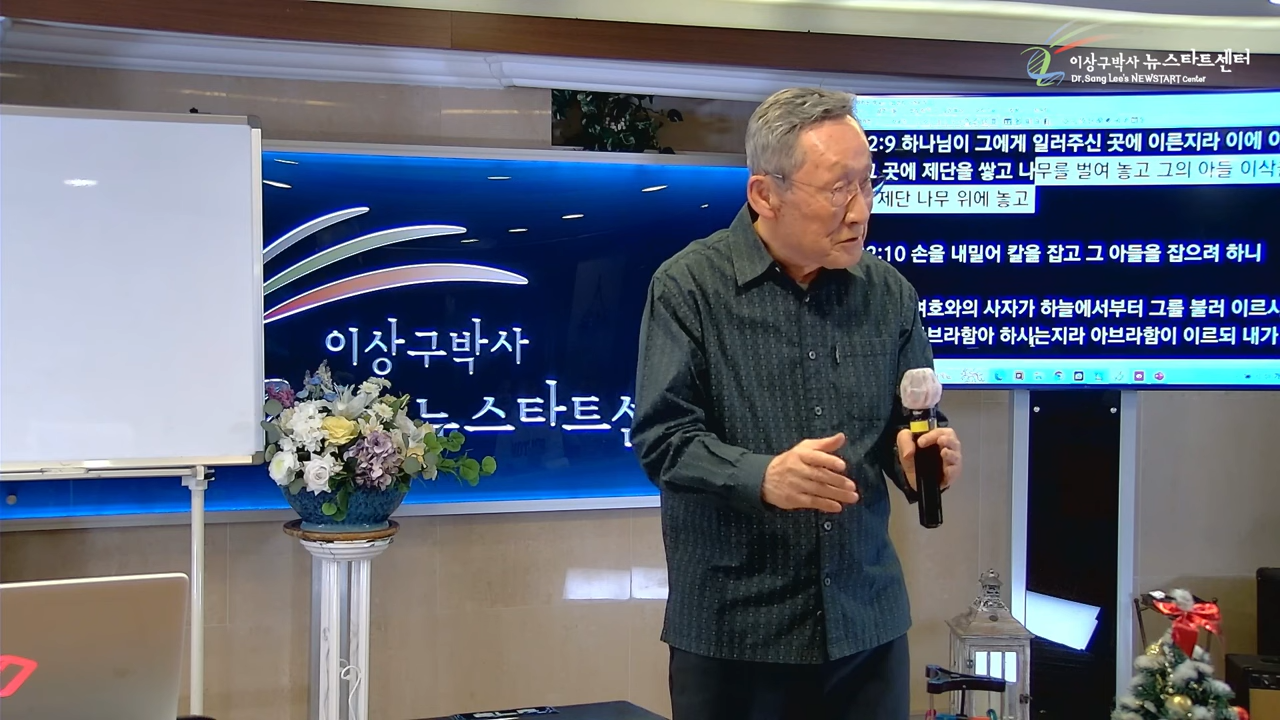 이상구박사 뉴스타트센터
Dr. Sang Lee's NEWSTART Center
2:9 하나님이 그에게 일러주신 곳에 이른지라 이에
곳에 제단을 쌓고 나무를 벌여 놓고 그의 아들 이삭
제단 나무 위에 놓고
2:10 손을 내밀어 칼을 잡고 그 아들을 잡으려 하니
여호와의 사자가 하늘에서부터 그를 불러 이르시
브라함아 하시는지라 아브라함이 이르되 내가
이상구박사
뉴스타트센